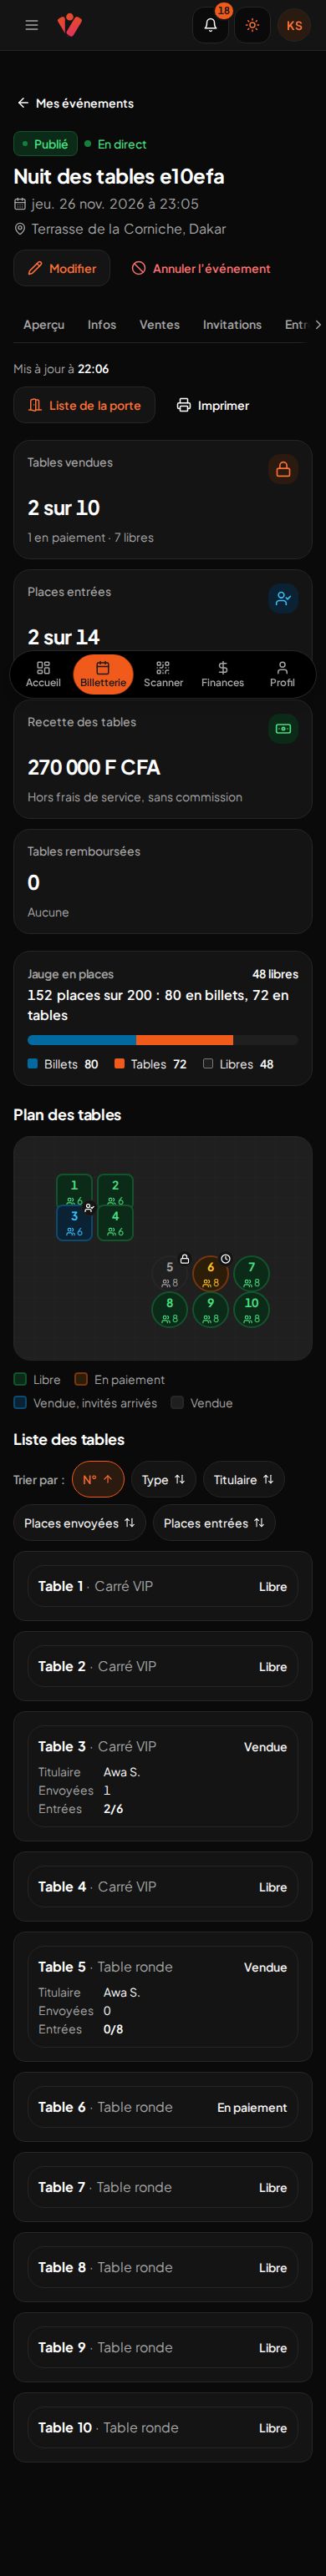 18
KS
Mes événements
Publié En direct
Nuit des tables e10efa
jeu. 26 nov. 2026 à 23:05
Terrasse de la Corniche, Dakar
Modifier Annuler l'événement
Aperçu Infos Ventes Invitations
Mis à jour à 22:06
Liste de la porte Imprimer
Tables vendues
2 sur 10
1 en paiement · 7 libres
Places entrées
2 sur 14
Accueil Billetterie Scanner Finances Profil
Recette des tables
270 000 F CFA
Hors frais de service, sans commission
Tables remboursées
0
Aucune
Jauge en places 48 libres
152 places sur 200 : 80 en billets, 72 en
tables
Billets 80 Tables 72 Libres 48
Plan des tables
1 2
6 6
3 4
6 6
5 6 7
8 8 8
8 9 10
8 8 8
Libre En paiement
Vendue, invités arrivés Vendue
Liste des tables
Trier par : N° Type Titulaire
Places envoyées Places entrées
Table 1 · Carré VIP Libre
Table 2 · Carré VIP Libre
Table 3 · Carré VIP Vendue
Titulaire Awa S.
Envoyées 1
Entrées 2/6
Table 4 · Carré VIP Libre
Table 5 · Table ronde Vendue
Titulaire Awa S.
Envoyées 0
Entrées 0/8
Table 6 · Table ronde En paiement
Table 7 · Table ronde Libre
Table 8 · Table ronde Libre
Table 9 · Table ronde Libre
Table 10 · Table ronde Libre